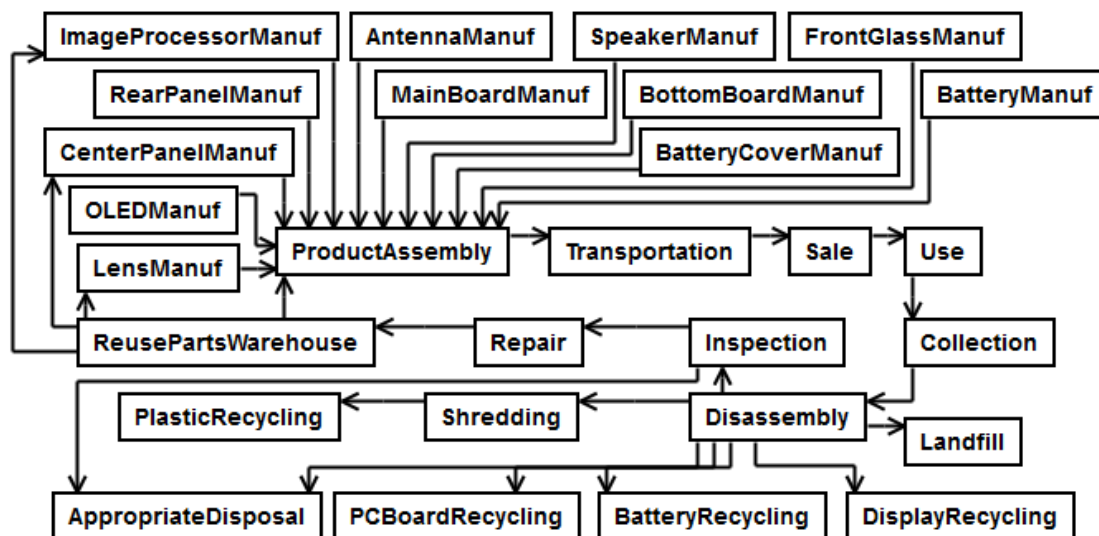 ImageProcessorManuf
AntennaManuf
SpeakerManuf
FrontGlassManuf
RearPanelManuf
MainBoardManuf
BottomBoardManuf
BatteryManuf
CenterPanelManuf
BatteryCoverManuf
OLEDManuf
ProductAssembly
Transportation
Sale
Use
LensManuf
ReusePartsWarehouse
Repair
Inspection
Collection
PlasticRecycling
Shredding
Disassembly
Landfill
AppropriateDisposal
PCBoardRecycling
BatteryRecycling
DisplayRecycling